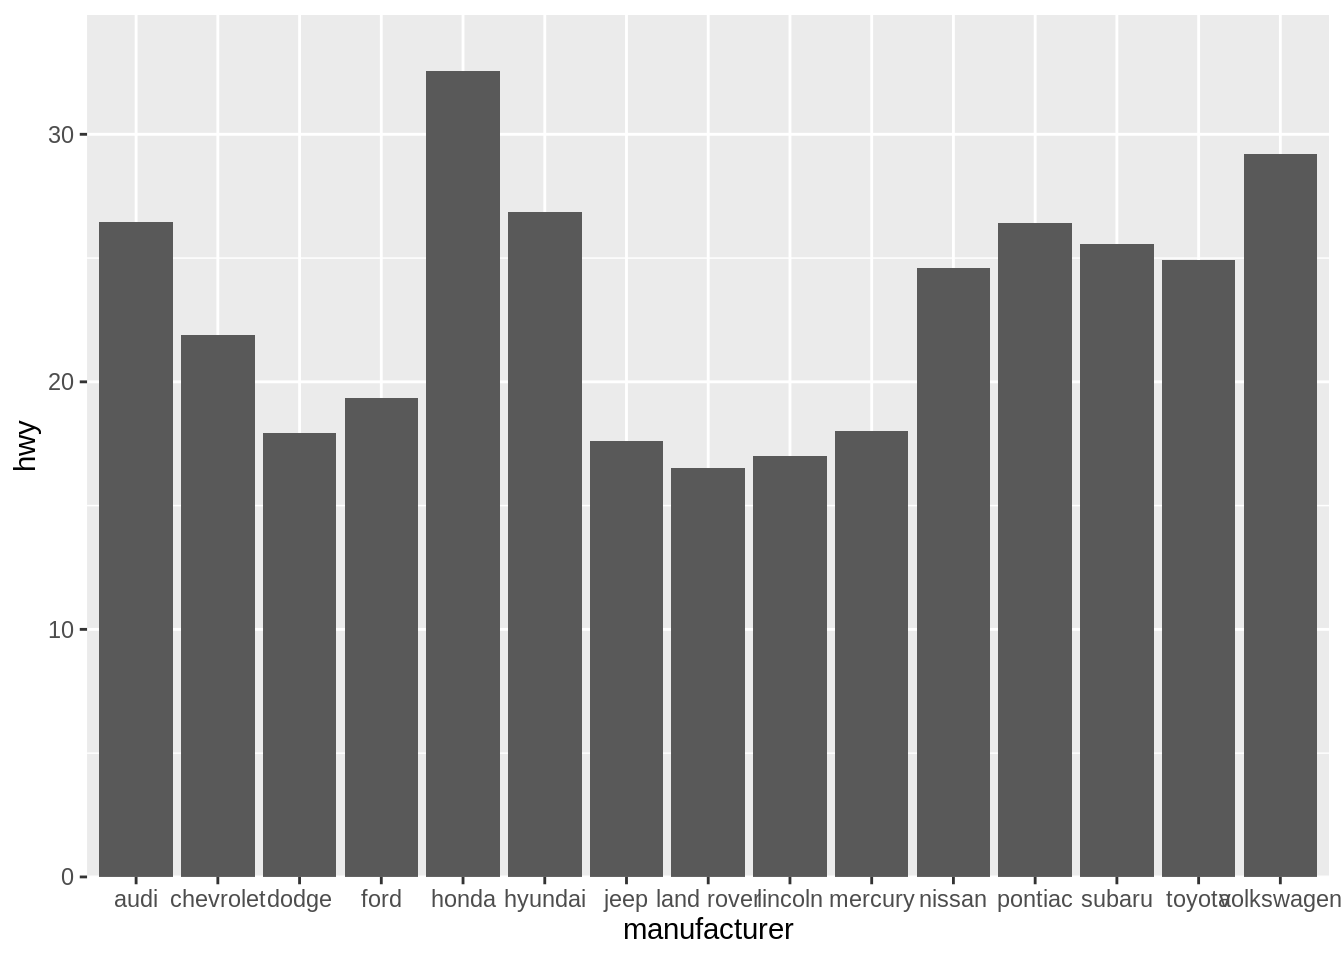 30
20
10
0
hwy
audi chevrolet dodge ford honda hyundai jeep land rover lincoln mercury nissan pontiac subaru toyota volkswagen
manufacturer